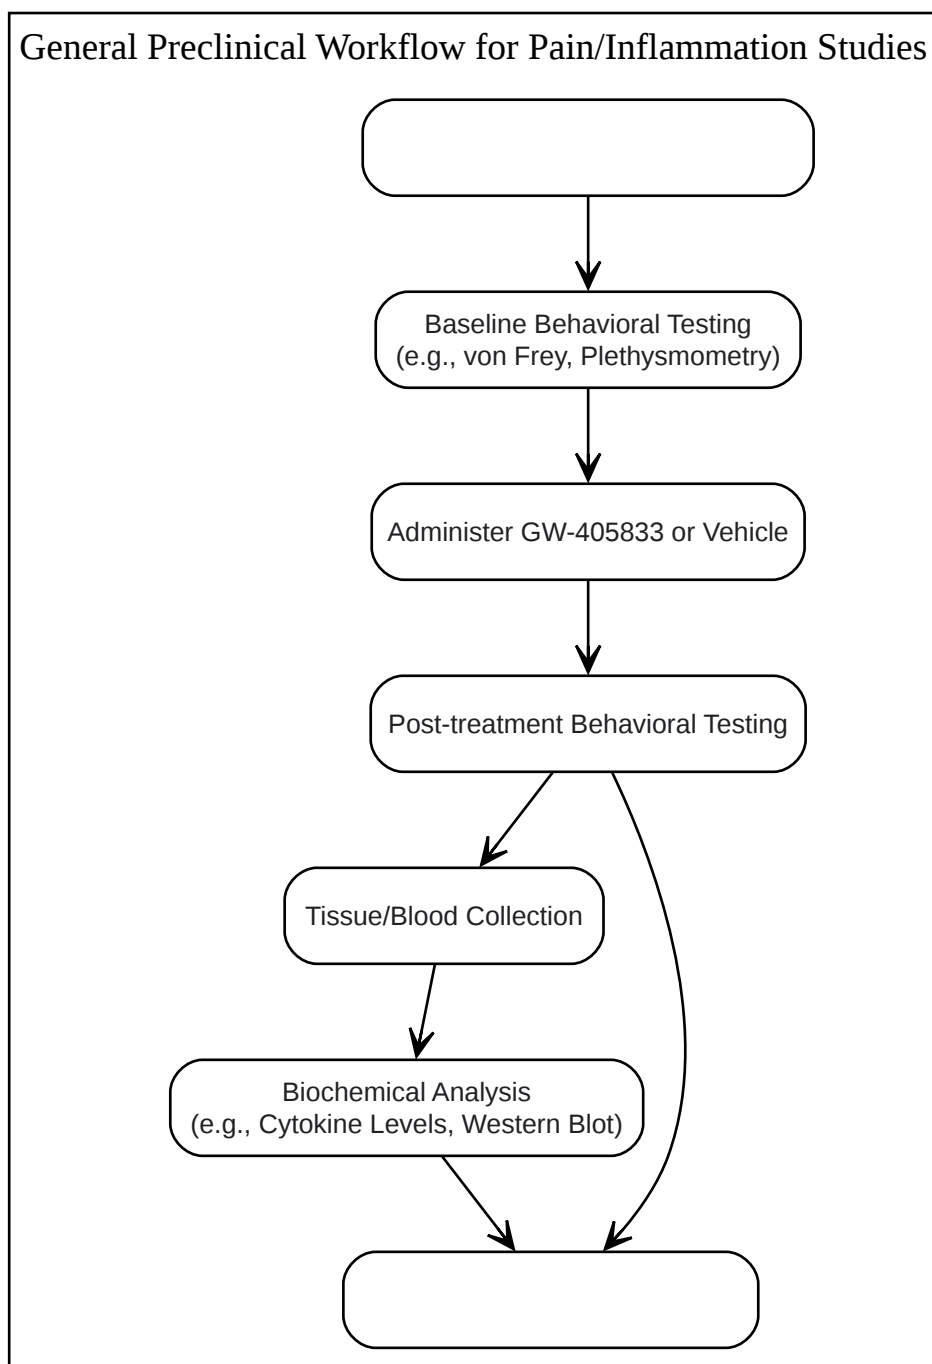 General Preclinical Workflow for Pain/Inflammation Studies
Baseline Behavioral Testing
(e.g., von Frey, Plethysmometry)
Administer GW-405833 or Vehicle
Post-treatment Behavioral Testing
Tissue/Blood Collection
Biochemical Analysis
(e.g., Cytokine Levels, Western Blot)